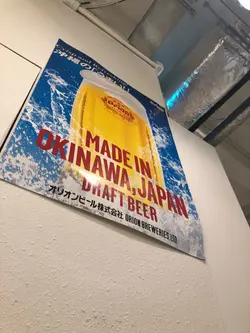 Orion
MADE IN
OKINAWA, JAPAN
DRAFT BEER
オリオンビール株式会社 ORION BREWERIES, LTD.